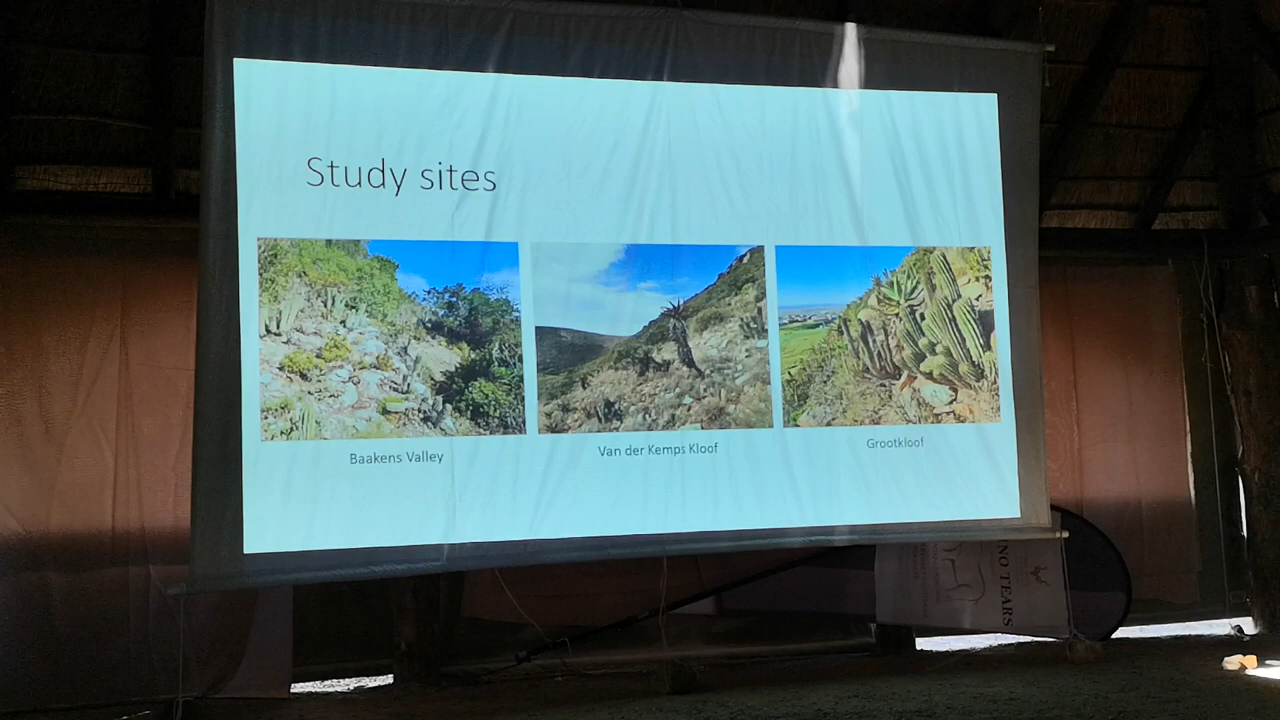 Study sites
Baakens Valley
Van der Kemps Kloof
Grootkloof
NO TEARS